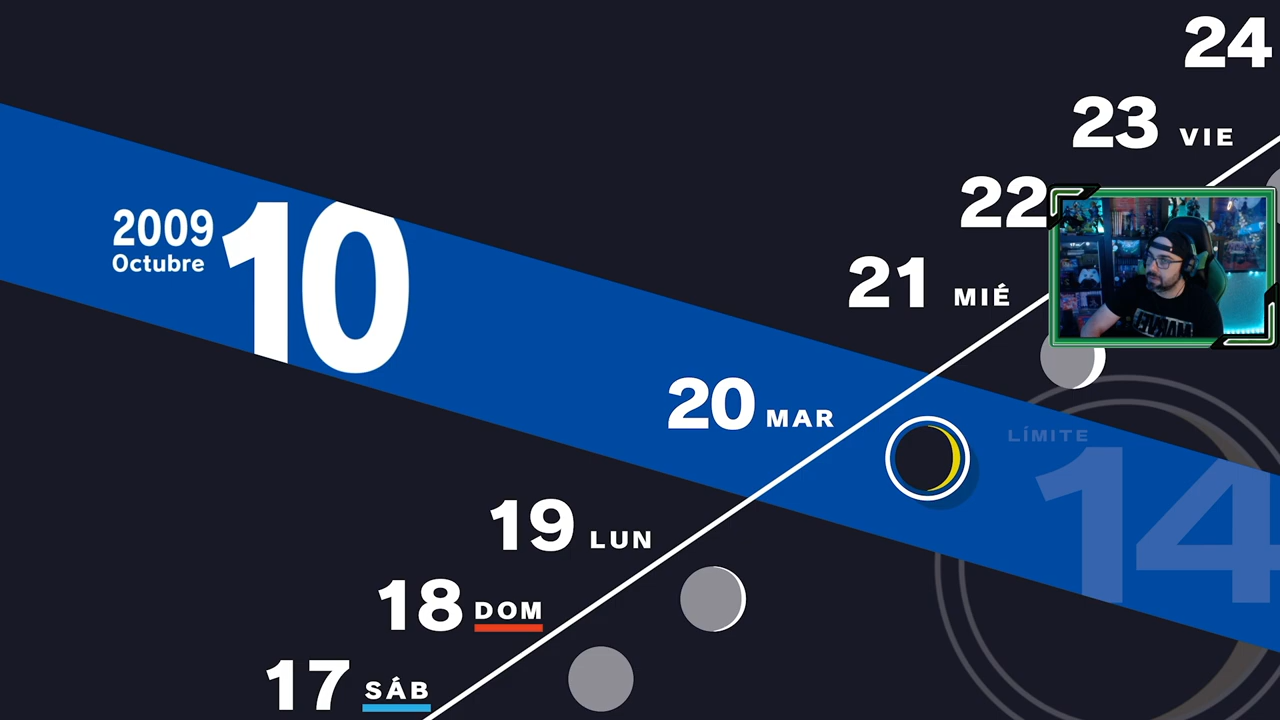 24
23 VIE
22
21 MIÉ
2009
Octubre
10
20 MAR
LÍMITE
14
19 LUN
18 DOM
17 SÁB